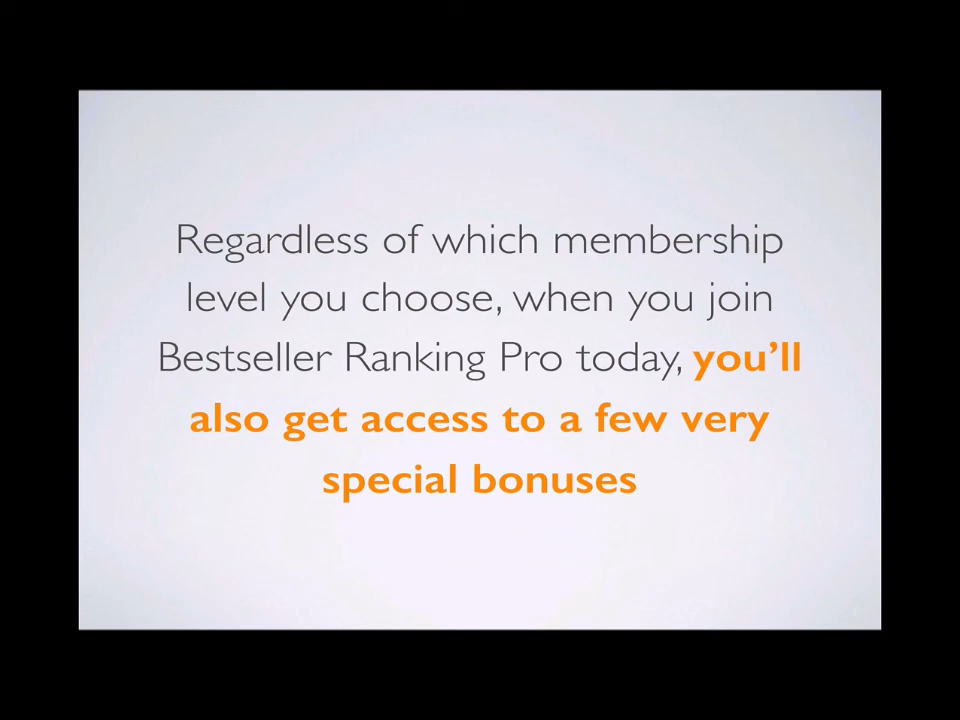 Regardless of which membership
level you choose, when you join
Bestseller Ranking Pro today, you’ll
also get access to a few very
special bonuses